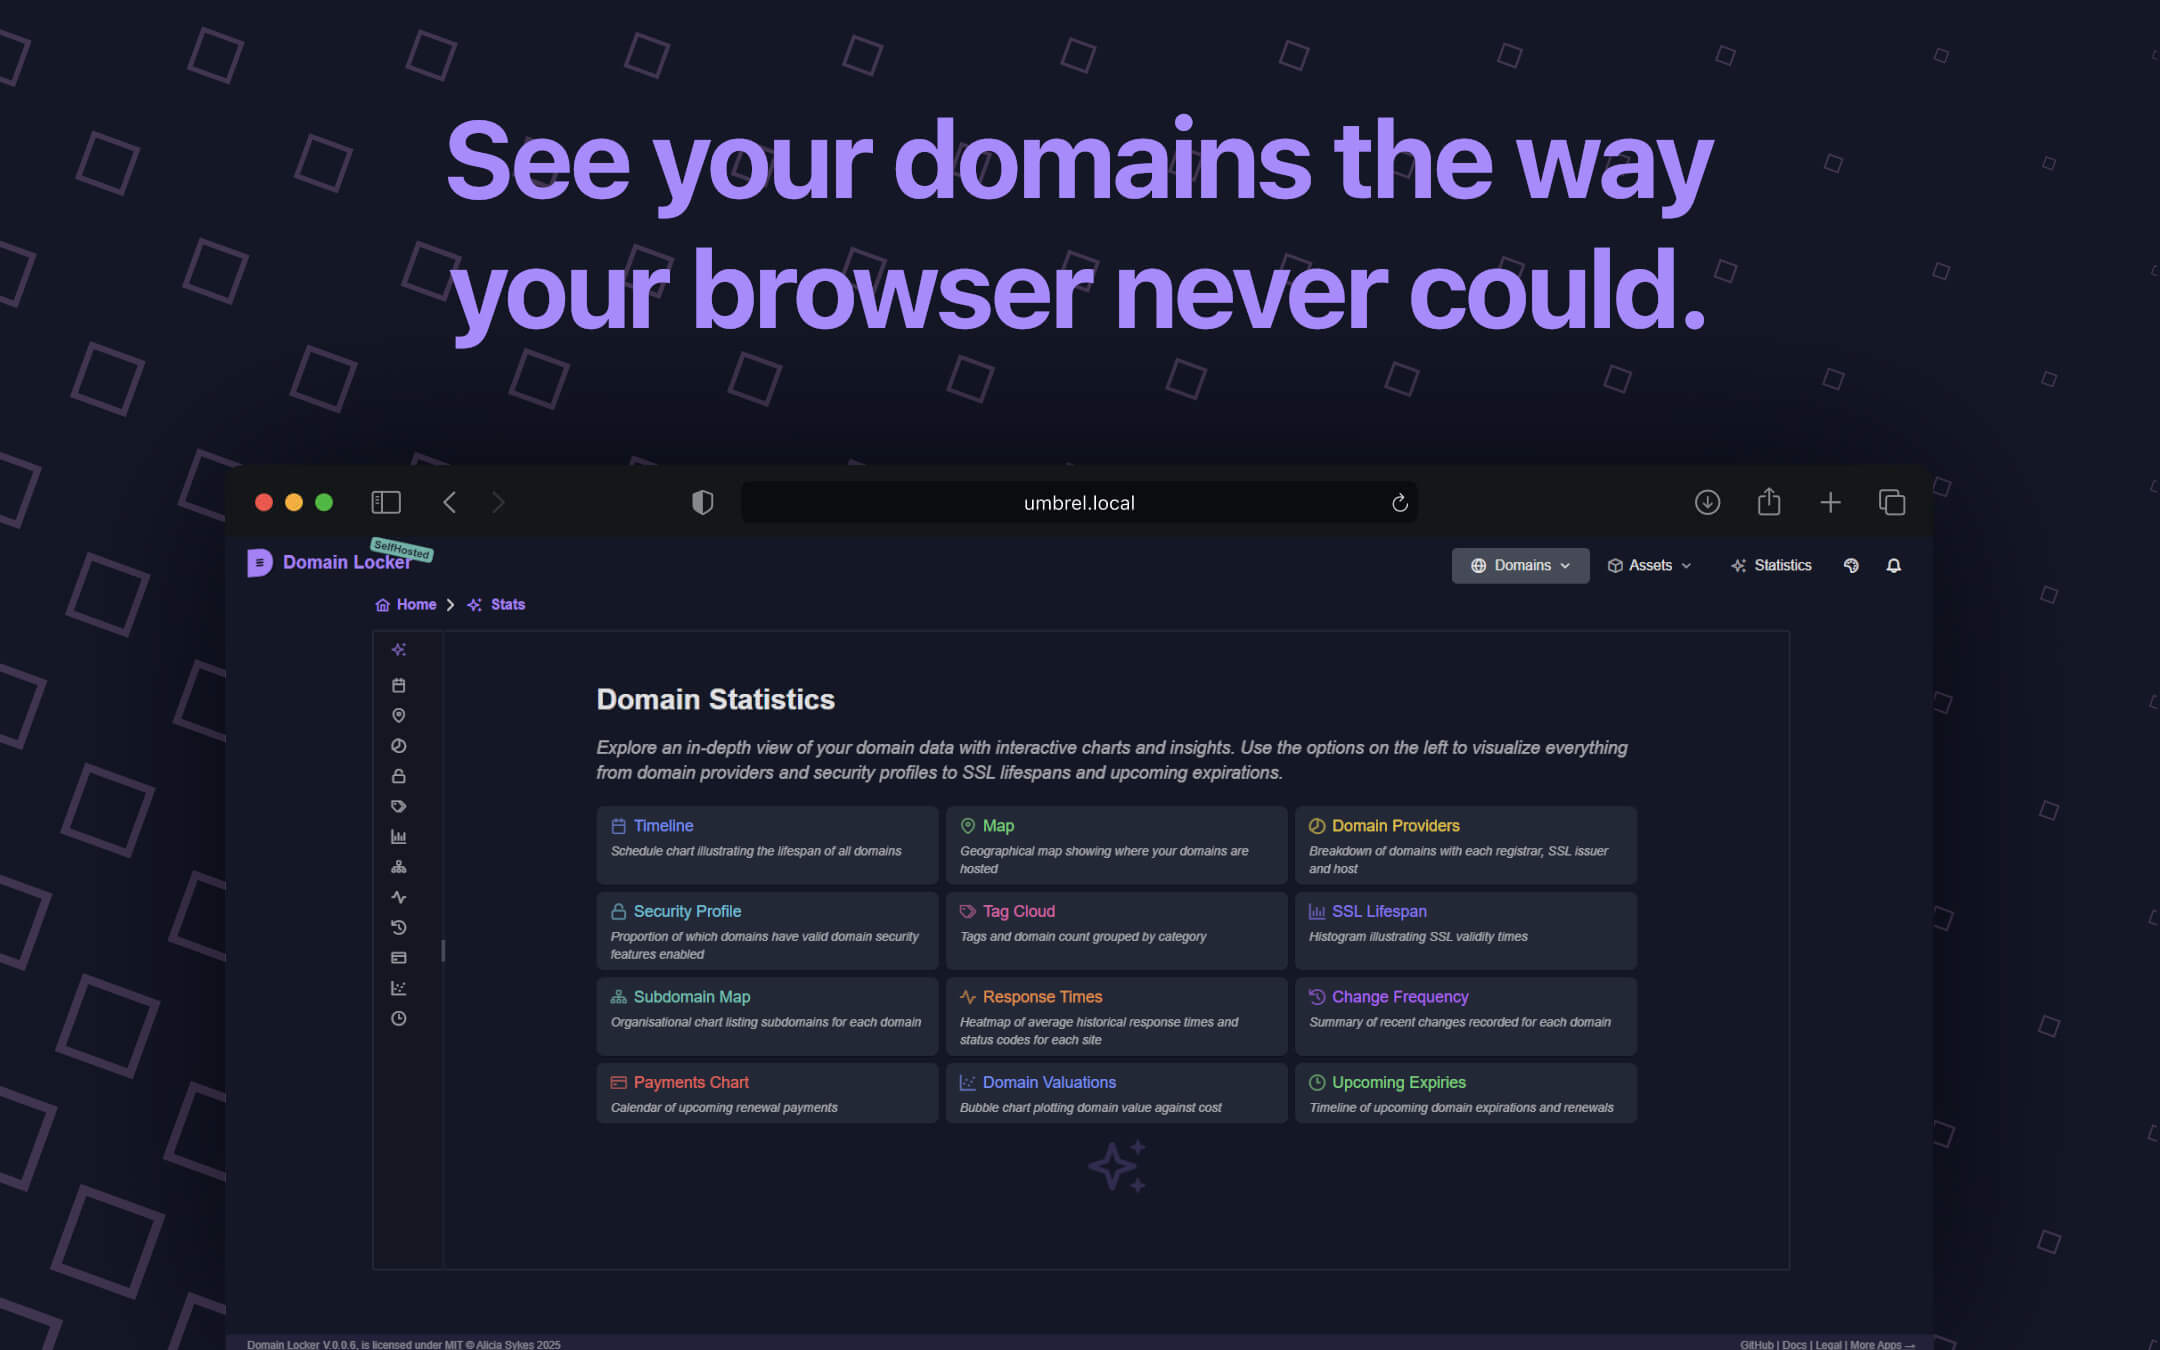 See your domains the way
your browser never could.
umbrel.local
SelfHosted
Domain Locker
Domains
Assets
Statistics
Home
Stats
Domain Statistics
Explore an in-depth view of your domain data with interactive charts and insights. Use the options on the left to visualize everything
from domain providers and security profiles to SSL lifespans and upcoming expirations.
Timeline
Schedule chart illustrating the lifespan of all domains
Map
Geographical map showing where your domains are
hosted
Domain Providers
Breakdown of domains with each registrar, SSL issuer
and host
Security Profile
Proportion of which domains have valid domain security
features enabled
Tag Cloud
Tags and domain count grouped by category
SSL Lifespan
Histogram illustrating SSL validity times
Subdomain Map
Organisational chart listing subdomains for each domain
Response Times
Heatmap of average historical response times and
status codes for each site
Change Frequency
Summary of recent changes recorded for each domain
Payments Chart
Calendar of upcoming renewal payments
Domain Valuations
Bubble chart plotting domain value against cost
Upcoming Expiries
Timeline of upcoming domain expirations and renewals
Domain Locker V.0.0.6, is licensed under MIT © Alicia Sykes 2025
GitHub | Docs | Legal | More Apps →